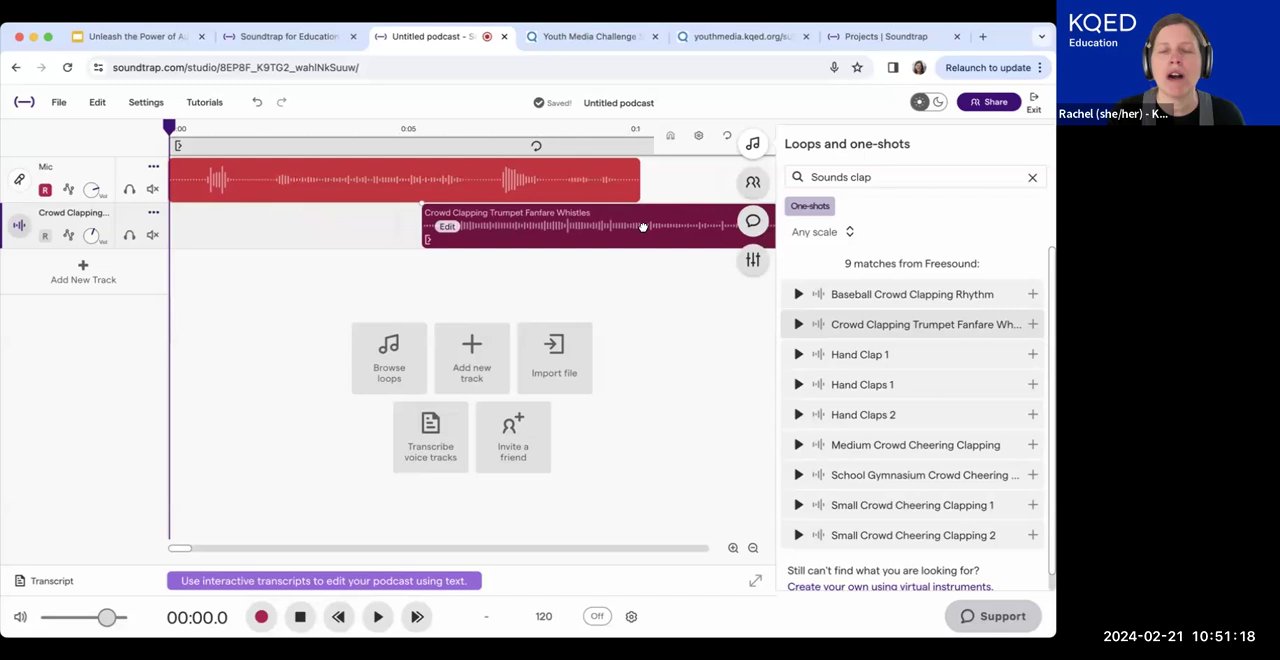 Unleash the Power of Au
Soundtrap for Education
Untitled podcast - S
Youth Media Challenge S
youthmedia.kqed.org/su
Projects | Soundtrap
soundtrap.com/studio/8EP8F_K9TG2_wahINkSuuw/
Relaunch to update
KQED
Education
Rachel (she/her) - K...
File
Edit
Settings
Tutorials
Saved!
Untitled podcast
Share
Exit
:00
0:05
0:1
Mic
R
Vol
Crowd Clapping...
R
Vol
Crowd Clapping Trumpet Fanfare Whistles
Edit
Add New Track
Browse
loops
Add new
track
Import file
Transcribe
voice tracks
Invite a
friend
Loops and one-shots
Sounds clap
One-shots
Any scale
9 matches from Freesound:
Baseball Crowd Clapping Rhythm
Crowd Clapping Trumpet Fanfare Wh...
Hand Clap 1
Hand Claps 1
Hand Claps 2
Medium Crowd Cheering Clapping
School Gymnasium Crowd Cheering ...
Small Crowd Cheering Clapping 1
Small Crowd Cheering Clapping 2
Still can't find what you are looking for?
Create your own using virtual instruments.
Transcript
Use interactive transcripts to edit your podcast using text.
00:00.0
-
120
Off
Support
2024-02-21 10:51:18